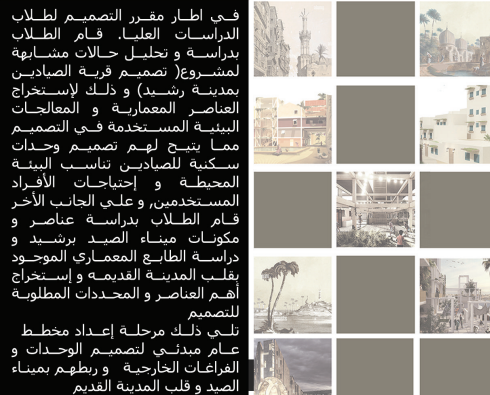 في اطار مقرر التصميم لطلاب
الدراسات العليا. قام الطلاب
بدراسة و تحليل حالات مشابهة
لمشروع( تصميم قرية الصيادين
بمدينة رشيد) و ذلك لإستخراج
العناصر المعمارية و المعالجات
البيئية المستخدمة في التصميم
مما يتيح لهم تصميم وحدات
سكنية للصيادين تناسب البيئة
المحيطة و إحتياجات الأفراد
المستخدمين, و علي الجانب الأخر
قام الطلاب بدراسة عناصر و
مكونات ميناء الصيد برشيد و
دراسة الطابع المعماري الموجود
بقلب المدينة القديمه و إستخراج
أهم العناصر و المحددات المطلوبة
للتصميم
تلي ذلك مرحلة إعداد مخطط
عام مبدئي لتصميم الوحدات و
الفراغات الخارجية و ربطهم بميناء
الصيد و قلب المدينة القديم